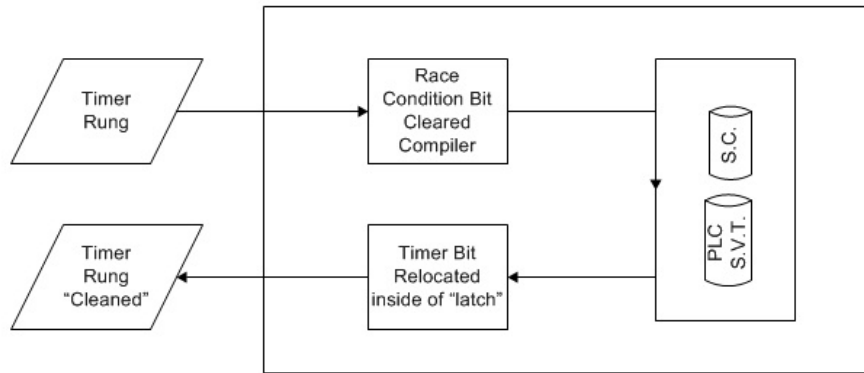 Timer
Rung
Race
Condition Bit
Cleared
Compiler
S.C.
PLC
S.V.T.
Timer
Rung
“Cleaned”
Timer Bit
Relocated
inside of “latch”